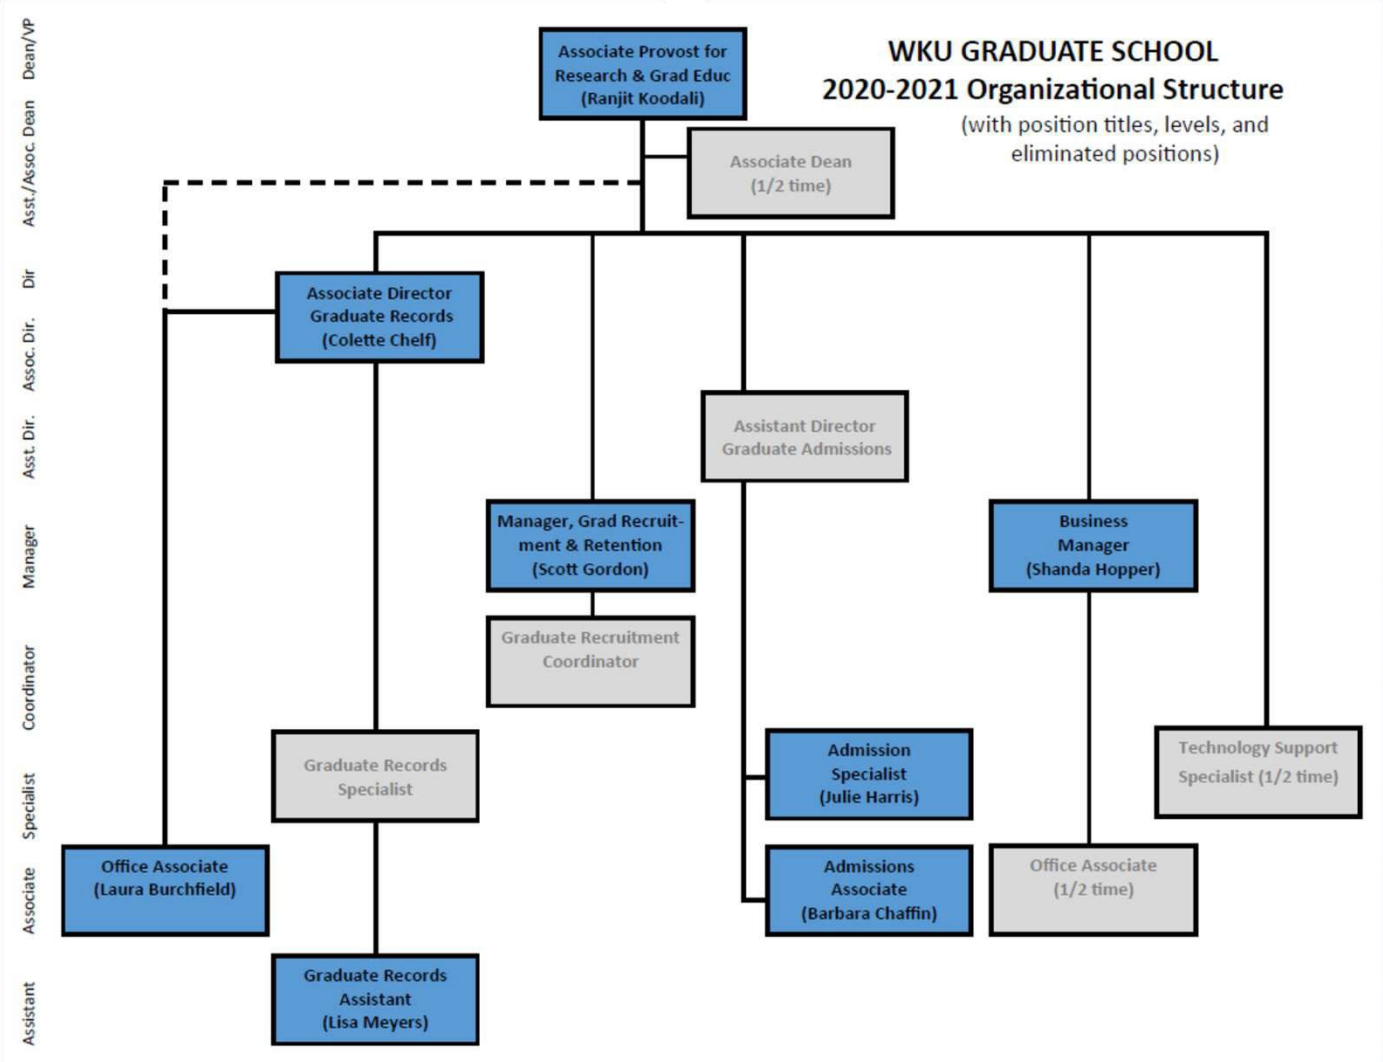 WKU GRADUATE SCHOOL
2020-2021 Organizational Structure
(with position titles, levels, and
eliminated positions)
Dean/VP
Asst./Assoc. Dean
Dir
Assoc. Dir.
Asst. Dir.
Manager
Coordinator
Specialist
Associate
Assistant
Associate Provost for
Research & Grad Educ
(Ranjit Koodali)
Associate Dean
(1/2 time)
Associate Director
Graduate Records
(Colette Chelf)
Assistant Director
Graduate Admissions
Manager, Grad Recruit-
ment & Retention
(Scott Gordon)
Business
Manager
(Shanda Hopper)
Graduate Recruitment
Coordinator
Graduate Records
Specialist
Admission
Specialist
(Julie Harris)
Technology Support
Specialist (1/2 time)
Office Associate
(Laura Burchfield)
Admissions
Associate
(Barbara Chaffin)
Office Associate
(1/2 time)
Graduate Records
Assistant
(Lisa Meyers)